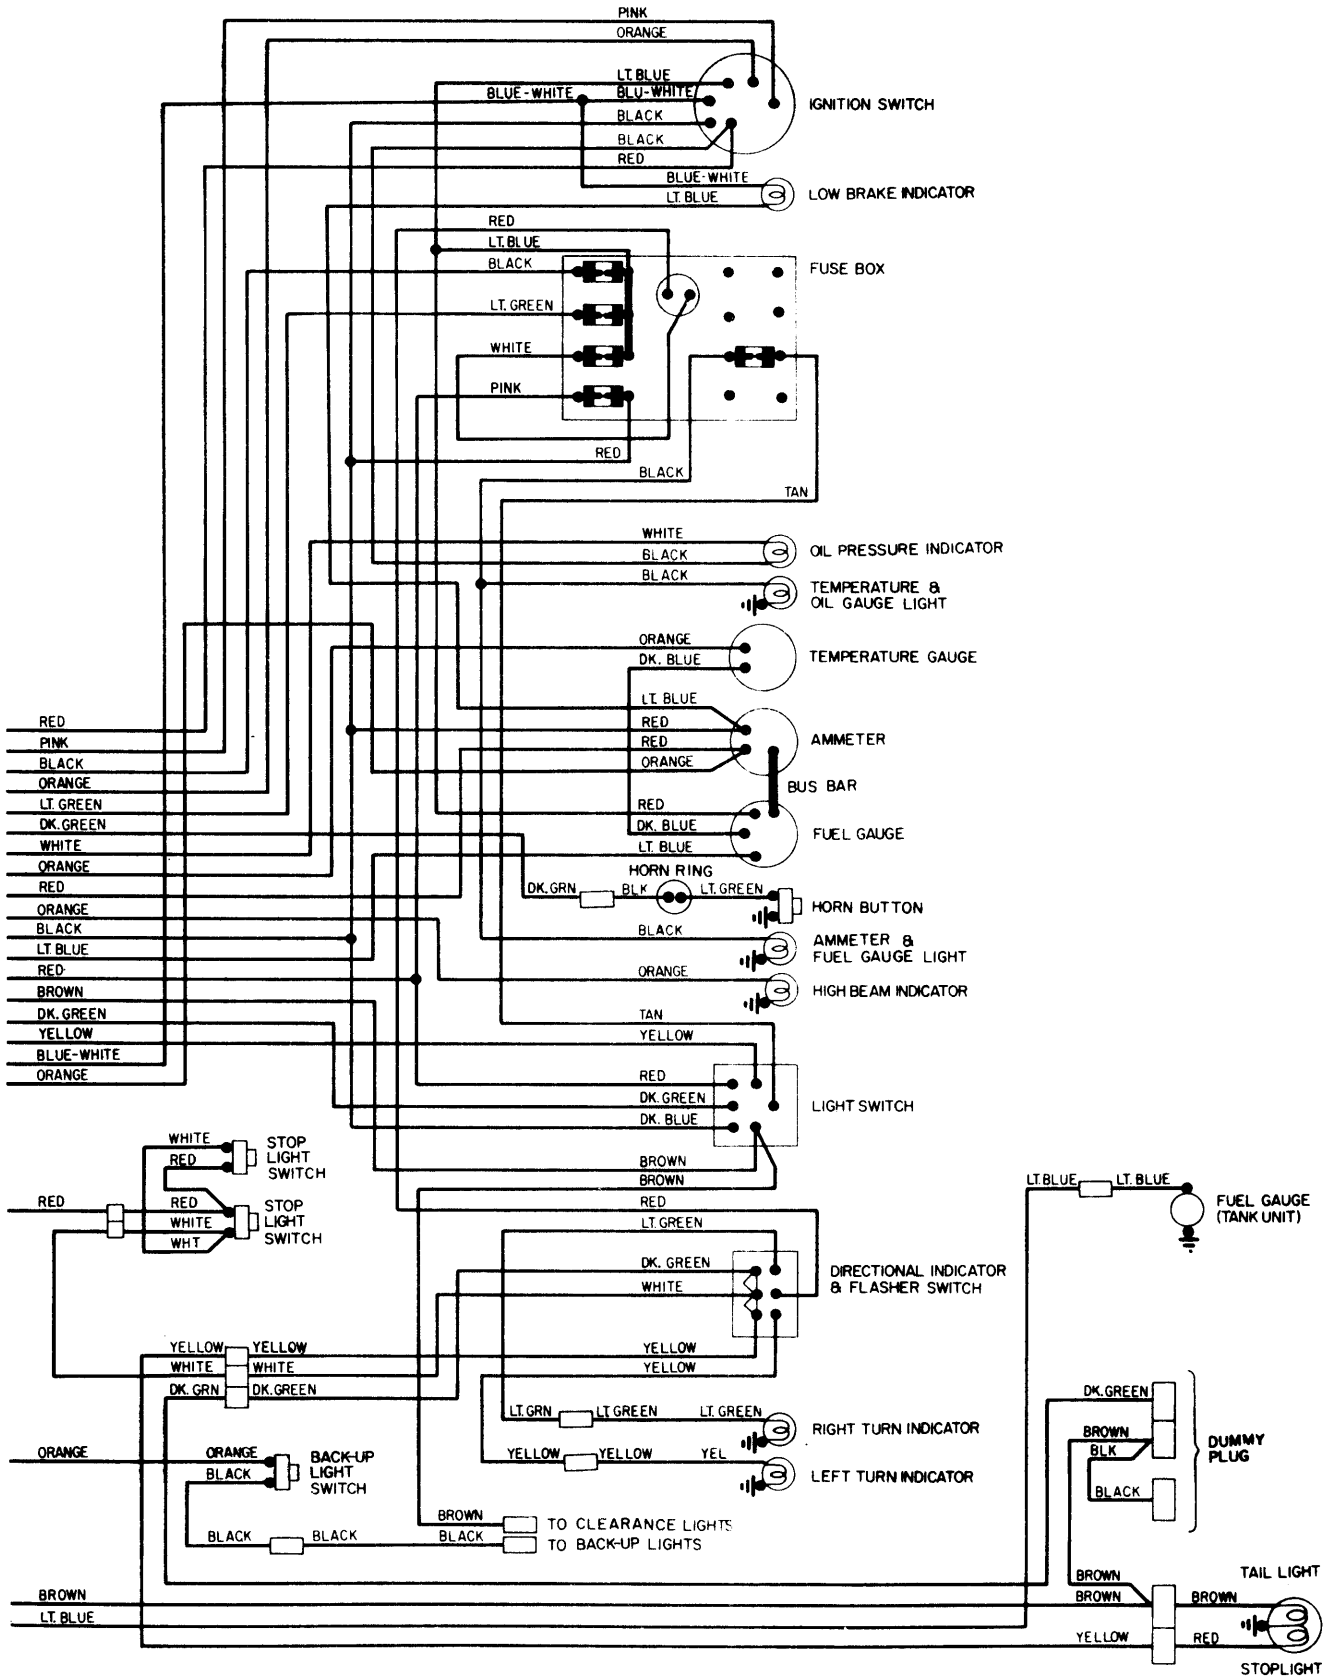 PINK
ORANGE
LT. BLUE
BLUE-WHITE
BLU-WHITE
IGNITION SWITCH
BLACK
BLACK
RED
BLUE-WHITE
LT. BLUE
LOW BRAKE INDICATOR
RED
LT. BLUE
BLACK
FUSE BOX
LT. GREEN
WHITE
PINK
RED
BLACK
TAN
WHITE
BLACK
OIL PRESSURE INDICATOR
BLACK
TEMPERATURE &
OIL GAUGE LIGHT
ORANGE
DK. BLUE
TEMPERATURE GAUGE
LT. BLUE
RED
RED
ORANGE
AMMETER
BUS BAR
RED
DK. BLUE
LT. BLUE
FUEL GAUGE
HORN RING
DK. GRN
BLK
LT. GREEN
HORN BUTTON
BLACK
AMMETER &
FUEL GAUGE LIGHT
ORANGE
HIGH BEAM INDICATOR
TAN
YELLOW
RED
DK. GREEN
DK. BLUE
LIGHT SWITCH
BROWN
BROWN
RED
LT. GREEN
DK. GREEN
WHITE
DIRECTIONAL INDICATOR
& FLASHER SWITCH
YELLOW
YELLOW
RED
PINK
BLACK
ORANGE
LT. GREEN
DK. GREEN
WHITE
ORANGE
RED
ORANGE
BLACK
LT. BLUE
RED
BROWN
DK. GREEN
YELLOW
BLUE-WHITE
ORANGE
WHITE
RED
STOP
LIGHT
SWITCH
RED
RED
WHITE
WHT
STOP
LIGHT
SWITCH
YELLOW
YELLOW
WHITE
WHITE
DK. GRN
DK. GREEN
LT. GRN
LT. GREEN
LT. GREEN
RIGHT TURN INDICATOR
YELLOW
YELLOW
YEL
LEFT TURN INDICATOR
ORANGE
ORANGE
BLACK
BACK-UP
LIGHT
SWITCH
BROWN
TO CLEARANCE LIGHTS
BLACK
BLACK
BLACK
TO BACK-UP LIGHTS
LT. BLUE
LT. BLUE
FUEL GAUGE
(TANK UNIT)
DK. GREEN
BROWN
BLK
BLACK
DUMMY
PLUG
BROWN
LT. BLUE
BROWN
BROWN
BROWN
TAIL LIGHT
YELLOW
RED
STOPLIGHT